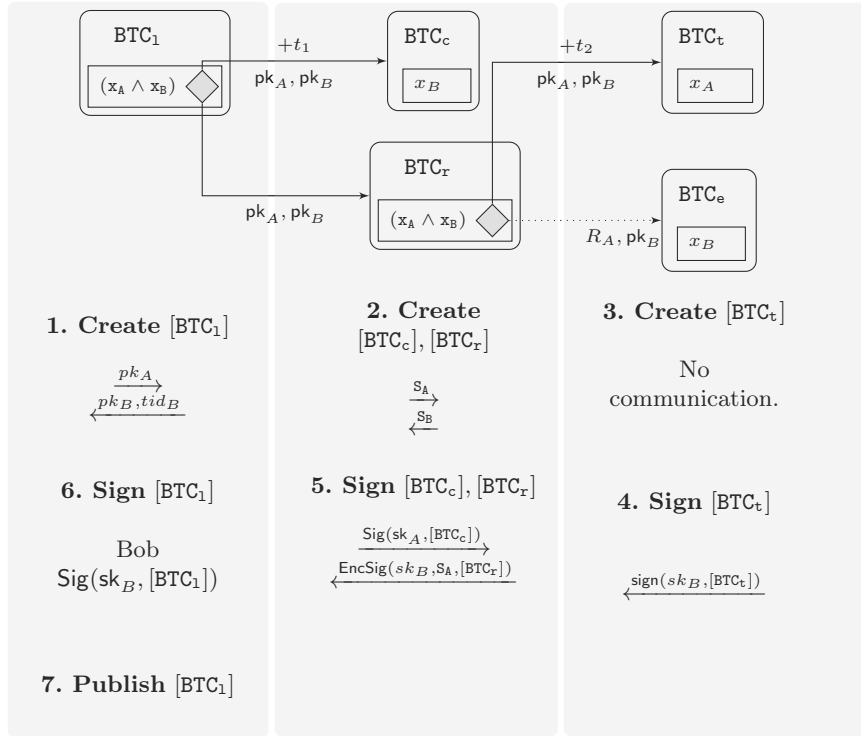 BTC_l
(x_A ∧ x_B)
+t_1
pk_A, pk_B
BTC_c
x_B
+t_2
pk_A, pk_B
BTC_t
x_A
pk_A, pk_B
BTC_r
(x_A ∧ x_B)
R_A, pk_B
BTC_e
x_B
1. Create [BTC_l]
pk_A
pk_B, tid_B
2. Create
[BTC_c], [BTC_r]
S_A
S_B
3. Create [BTC_t]
No
communication.
6. Sign [BTC_l]
Bob
Sig(sk_B, [BTC_l])
5. Sign [BTC_c], [BTC_r]
Sig(sk_A,[BTC_c])
EncSig(sk_B,S_A,[BTC_r])
4. Sign [BTC_t]
sign(sk_B,[BTC_t])
7. Publish [BTC_l]